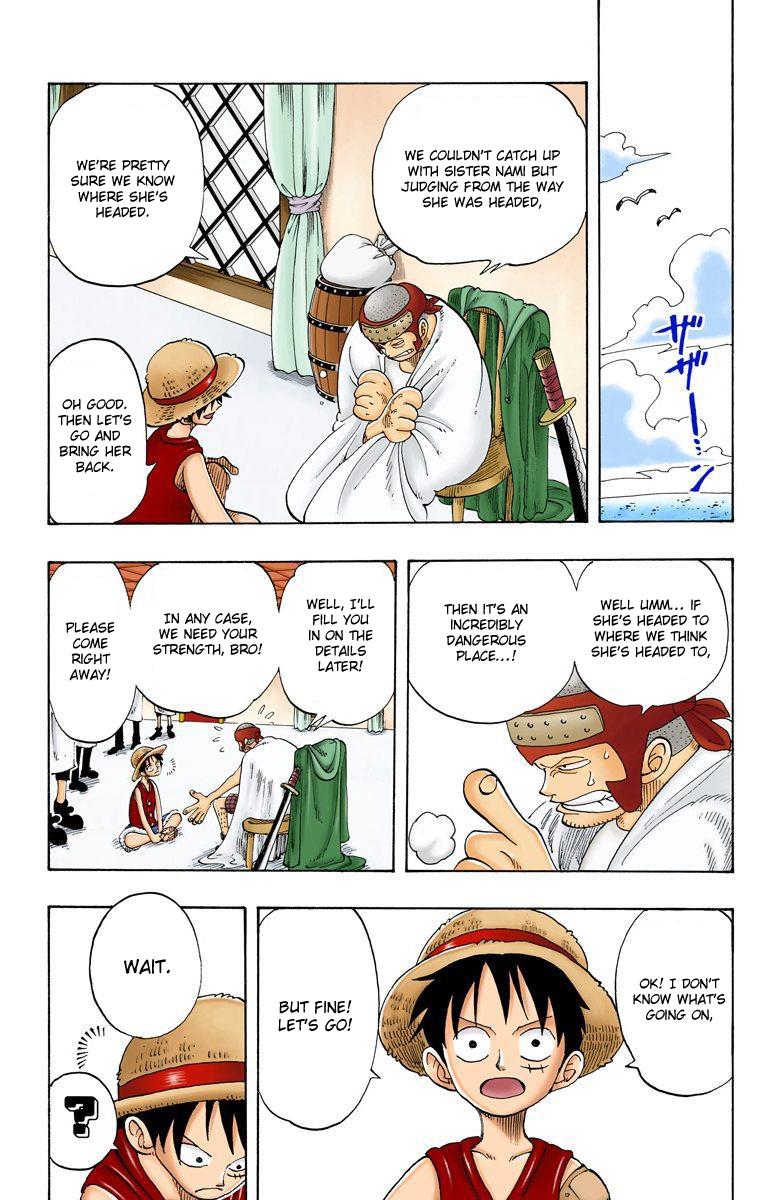 ザザー…ン
WE COULDN'T CATCH UP
WITH SISTER NAMI BUT
JUDGING FROM THE WAY
SHE WAS HEADED,
WE'RE PRETTY
SURE WE KNOW
WHERE SHE'S
HEADED.
OH GOOD.
THEN LET'S
GO AND
BRING HER
BACK.
WELL UMM... IF
SHE'S HEADED TO
WHERE WE THINK
SHE'S HEADED TO,
THEN IT'S AN
INCREDIBLY
DANGEROUS
PLACE...!
WELL, I'LL
FILL YOU
IN ON THE
DETAILS
LATER!
IN ANY CASE,
WE NEED YOUR
STRENGTH, BRO!
PLEASE
COME
RIGHT
AWAY!
OK! I DON'T
KNOW WHAT'S
GOING ON,
BUT FINE!
LET'S GO!
WAIT.
?